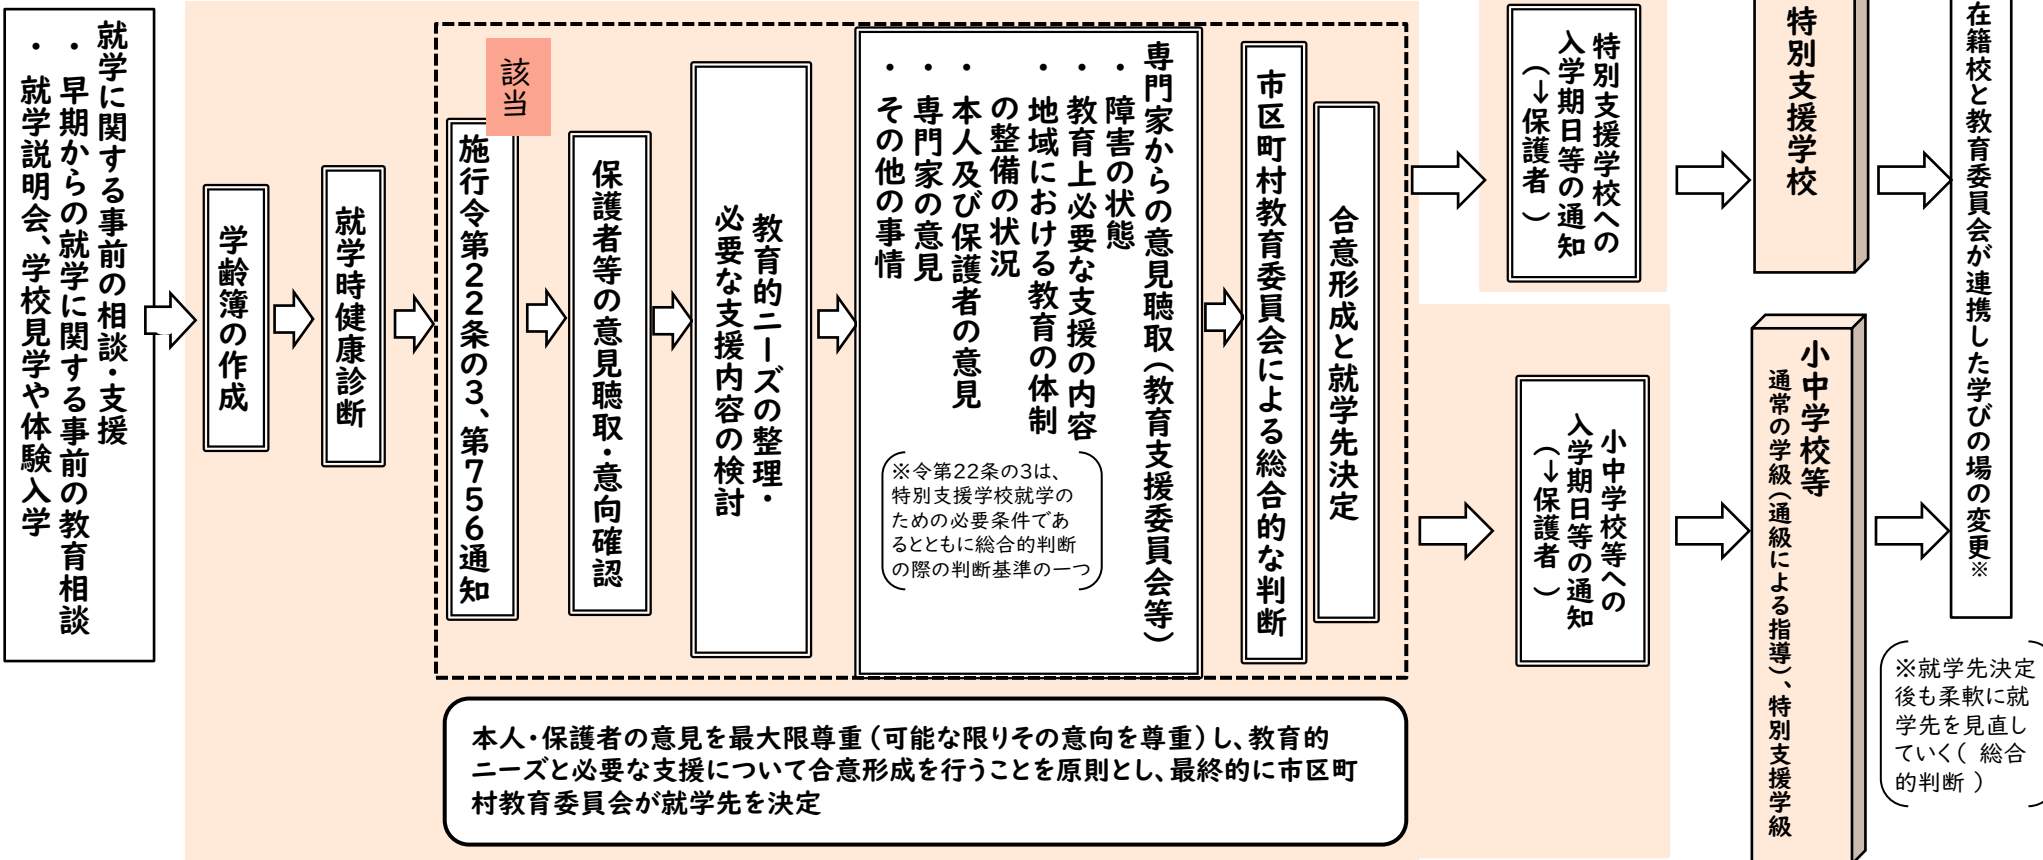 就学に関する事前の相談・支援
・早期からの就学に関する事前の教育相談
・就学説明会、学校見学や体験入学
学齢簿の作成
就学時健康診断
該当
施行令第22条の3、第756通知
保護者等の意見聴取・意向確認
教育的ニーズの整理・
必要な支援内容の検討
専門家からの意見聴取(教育支援委員会等)
・障害の状態
・教育上必要な支援の内容
・地域における教育の体制
の整備の状況
・本人及び保護者の意見
・専門家の意見
・その他の事情
※令第22条の3は、
特別支援学校就学の
ための必要条件であ
るとともに総合的判断
の際の判断基準の一つ
市区町村教育委員会による総合的な判断
合意形成と就学先決定
本人・保護者の意見を最大限尊重(可能な限りその意向を尊重)し、教育的
ニーズと必要な支援について合意形成を行うことを原則とし、最終的に市区町
村教育委員会が就学先を決定
特別支援学校への
入学期日等の通知
(→保護者)
小中学校等への
入学期日等の通知
(→保護者)
特別支援学校
小中学校等
通常の学級(通級による指導)、特別支援学級
在籍校と教育委員会が連携した学びの場の変更※
※就学先決定
後も柔軟に就
学先を見直し
ていく( 総合
的判断 )